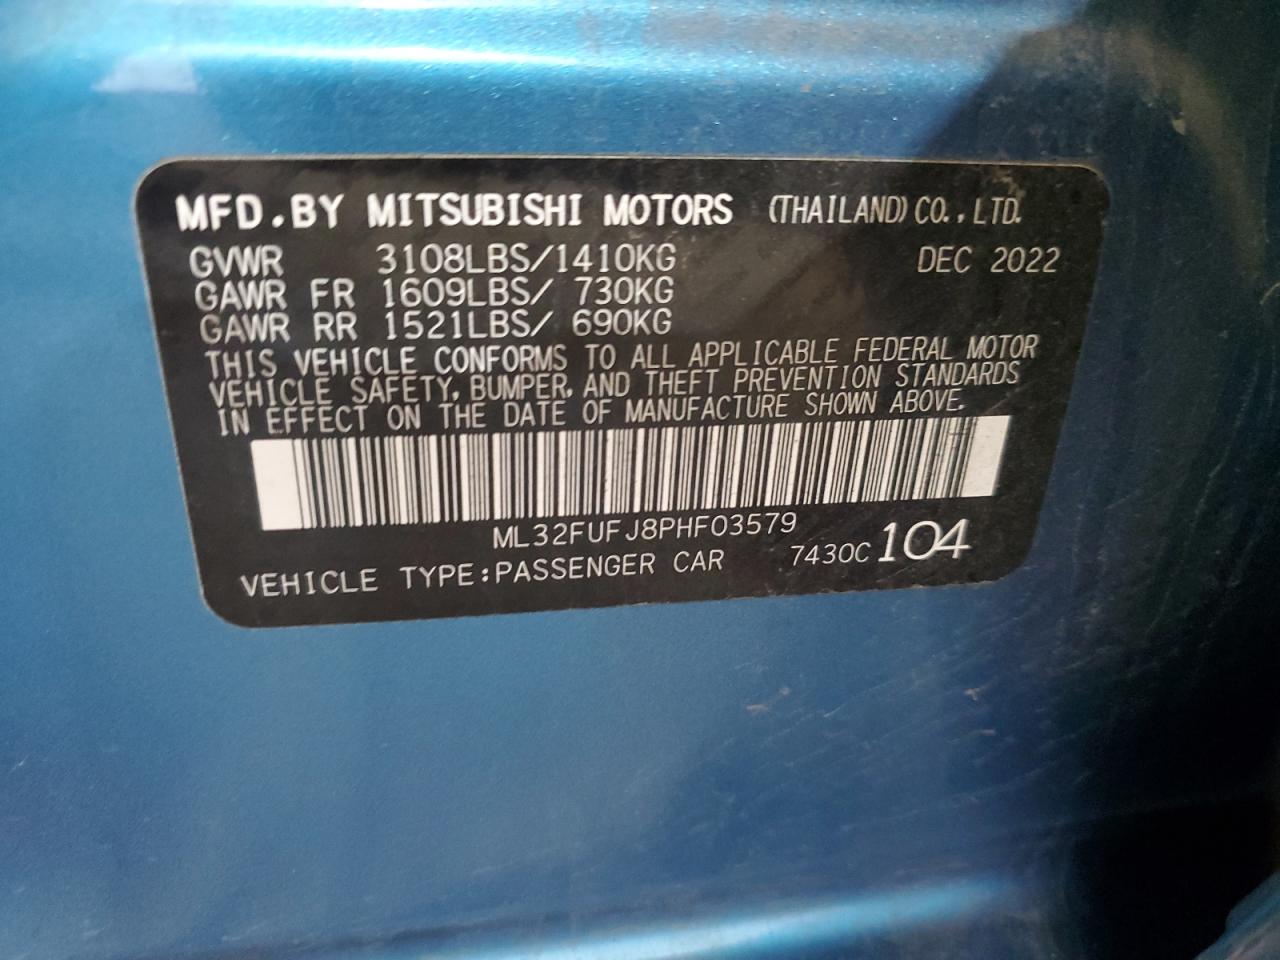 MFD.BY MITSUBISHI MOTORS (THAILAND) CO., LTD.
GVWR 3108LBS/1410KG DEC 2022
GAWR FR 1609LBS/ 730KG
GAWR RR 1521LBS/ 690KG
THIS VEHICLE CONFORMS TO ALL APPLICABLE FEDERAL MOTOR
VEHICLE SAFETY, BUMPER, AND THEFT PREVENTION STANDARDS
IN EFFECT ON THE DATE OF MANUFACTURE SHOWN ABOVE.
ML32FUFJ8PHF03579
VEHICLE TYPE:PASSENGER CAR 7430C 104